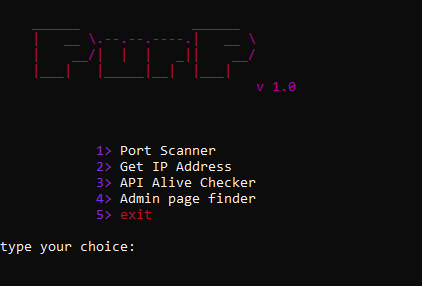 PurP
v 1.0
1> Port Scanner
2> Get IP Address
3> API Alive Checker
4> Admin page finder
5> exit
type your choice: